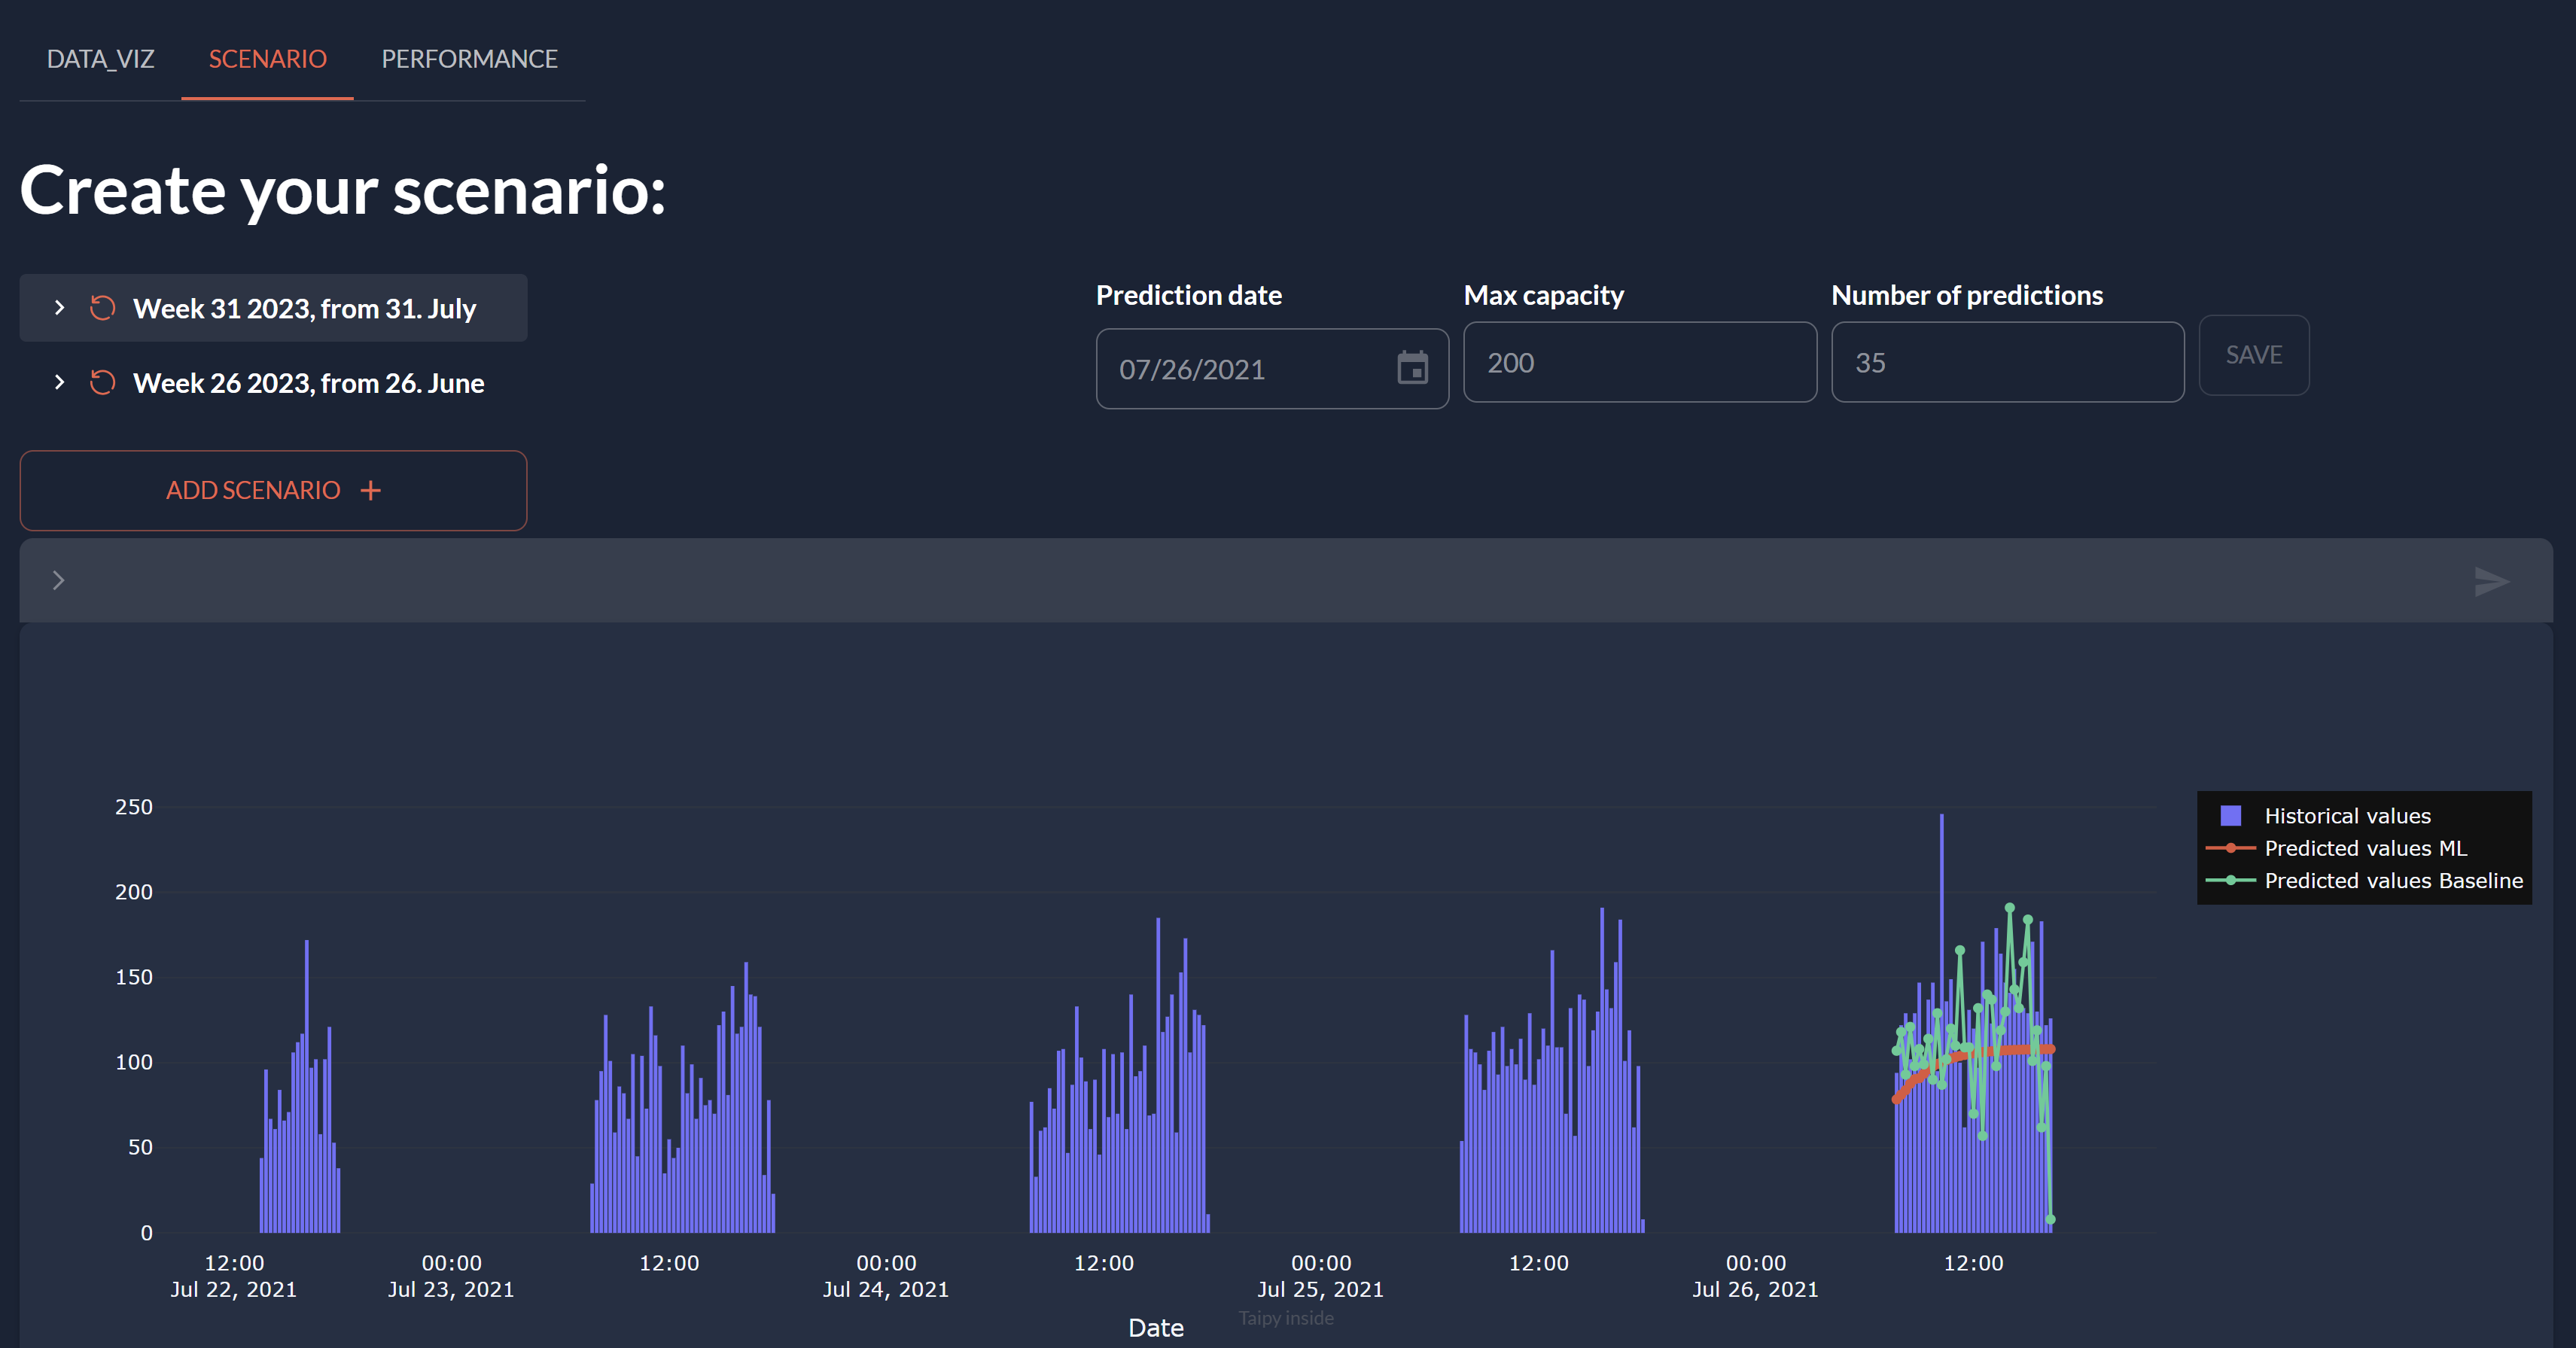 DATA_VIZ SCENARIO PERFORMANCE
Create your scenario:
Week 31 2023, from 31. July
Week 26 2023, from 26. June
ADD SCENARIO +
Prediction date Max capacity Number of predictions
07/26/2021 200 35 SAVE
250
200
150
100
50
0
Historical values
Predicted values ML
Predicted values Baseline
12:00 00:00 12:00 00:00 12:00 00:00 12:00 00:00 12:00
Jul 22, 2021 Jul 23, 2021 Jul 24, 2021 Jul 25, 2021 Jul 26, 2021
Date
Taipy inside